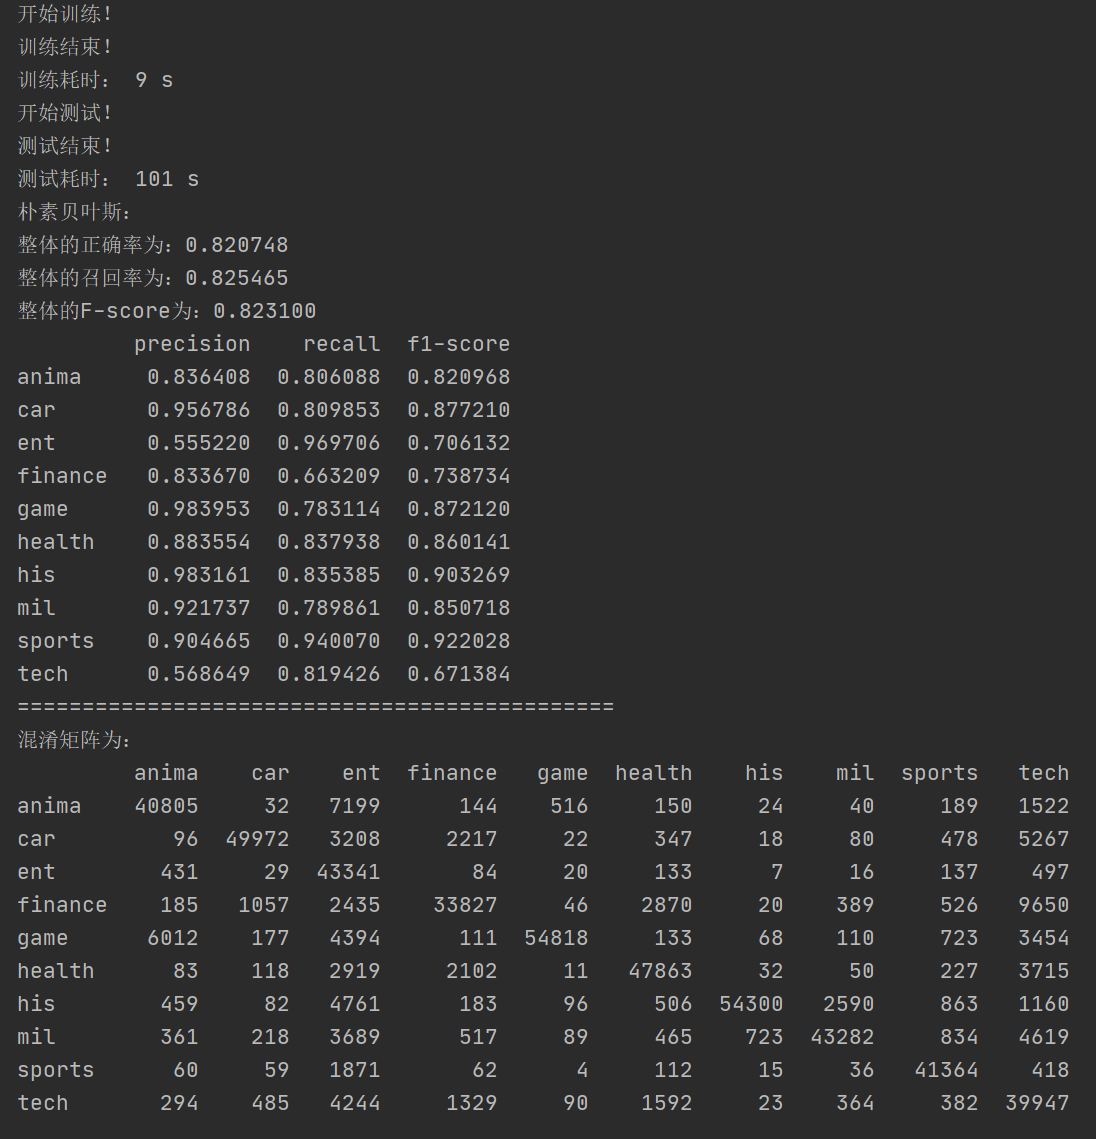 开始训练！
训练结束！
训练耗时： 9 s
开始测试！
测试结束！
测试耗时： 101 s
朴素贝叶斯：
整体的正确率为：0.820748
整体的召回率为：0.825465
整体的F-score为：0.823100
precision recall f1-score
anima 0.836408 0.806088 0.820968
car 0.956786 0.809853 0.877210
ent 0.555220 0.969706 0.706132
finance 0.833670 0.663209 0.738734
game 0.983953 0.783114 0.872120
health 0.883554 0.837938 0.860141
his 0.983161 0.835385 0.903269
mil 0.921737 0.789861 0.850718
sports 0.904665 0.940070 0.922028
tech 0.568649 0.819426 0.671384
==============================================
混淆矩阵为：
anima car ent finance game health his mil sports tech
anima 40805 32 7199 144 516 150 24 40 189 1522
car 96 49972 3208 2217 22 347 18 80 478 5267
ent 431 29 43341 84 20 133 7 16 137 497
finance 185 1057 2435 33827 46 2870 20 389 526 9650
game 6012 177 4394 111 54818 133 68 110 723 3454
health 83 118 2919 2102 11 47863 32 50 227 3715
his 459 82 4761 183 96 506 54300 2590 863 1160
mil 361 218 3689 517 89 465 723 43282 834 4619
sports 60 59 1871 62 4 112 15 36 41364 418
tech 294 485 4244 1329 90 1592 23 364 382 39947